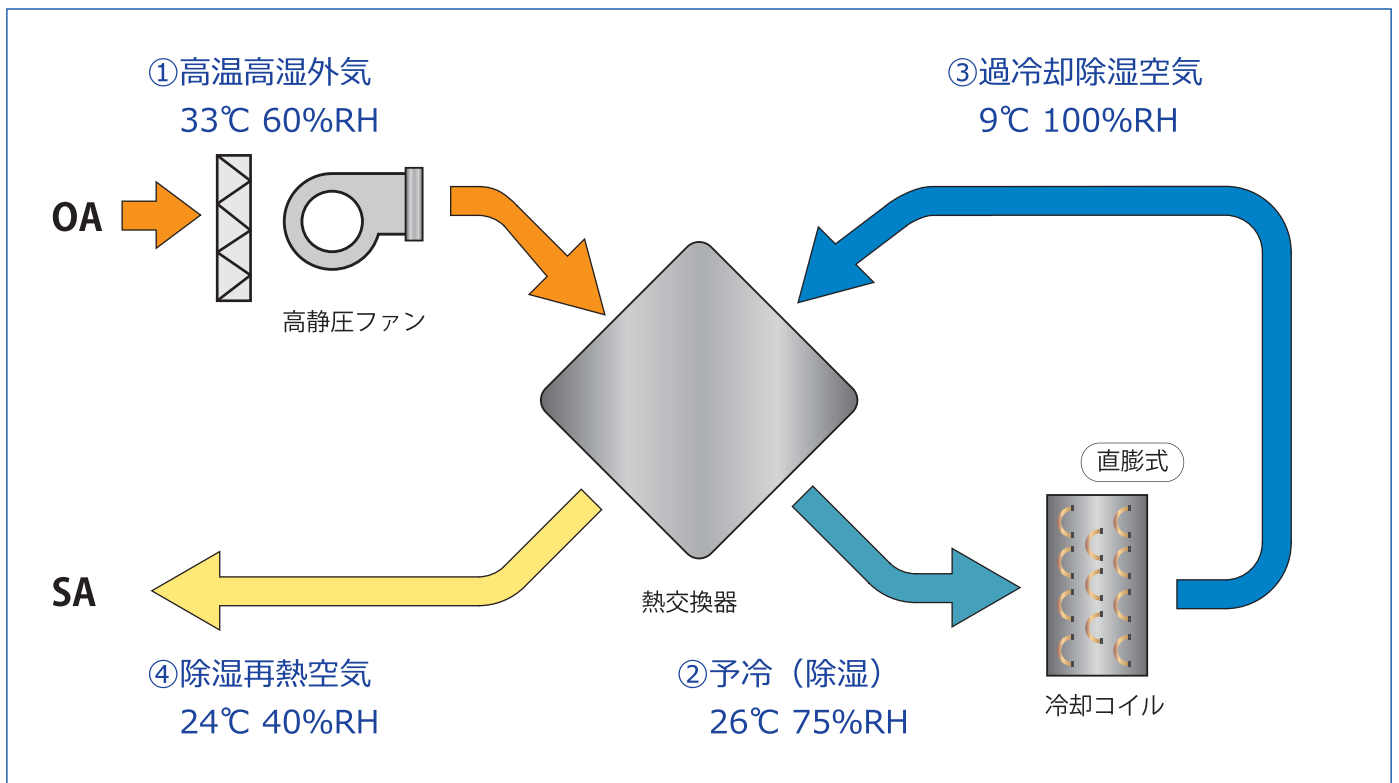 ①高温高湿外気
33℃ 60%RH
③過冷却除湿空気
9℃ 100%RH
OA
高静圧ファン
直膨式
SA
熱交換器
④除湿再熱空気
24℃ 40%RH
②予冷（除湿）
26℃ 75%RH
冷却コイル